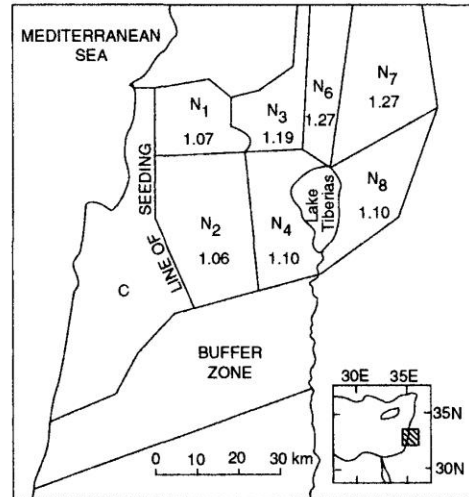 MEDITERRANEAN
SEA
N1
1.07
N3
1.19
N6
1.27
N7
1.27
SEEDING
LINE OF
N2
1.06
N4
1.10
Lake
Tiberias
N8
1.10
C
BUFFER
ZONE
0 10 20 30 km
30E 35E
35N
30N